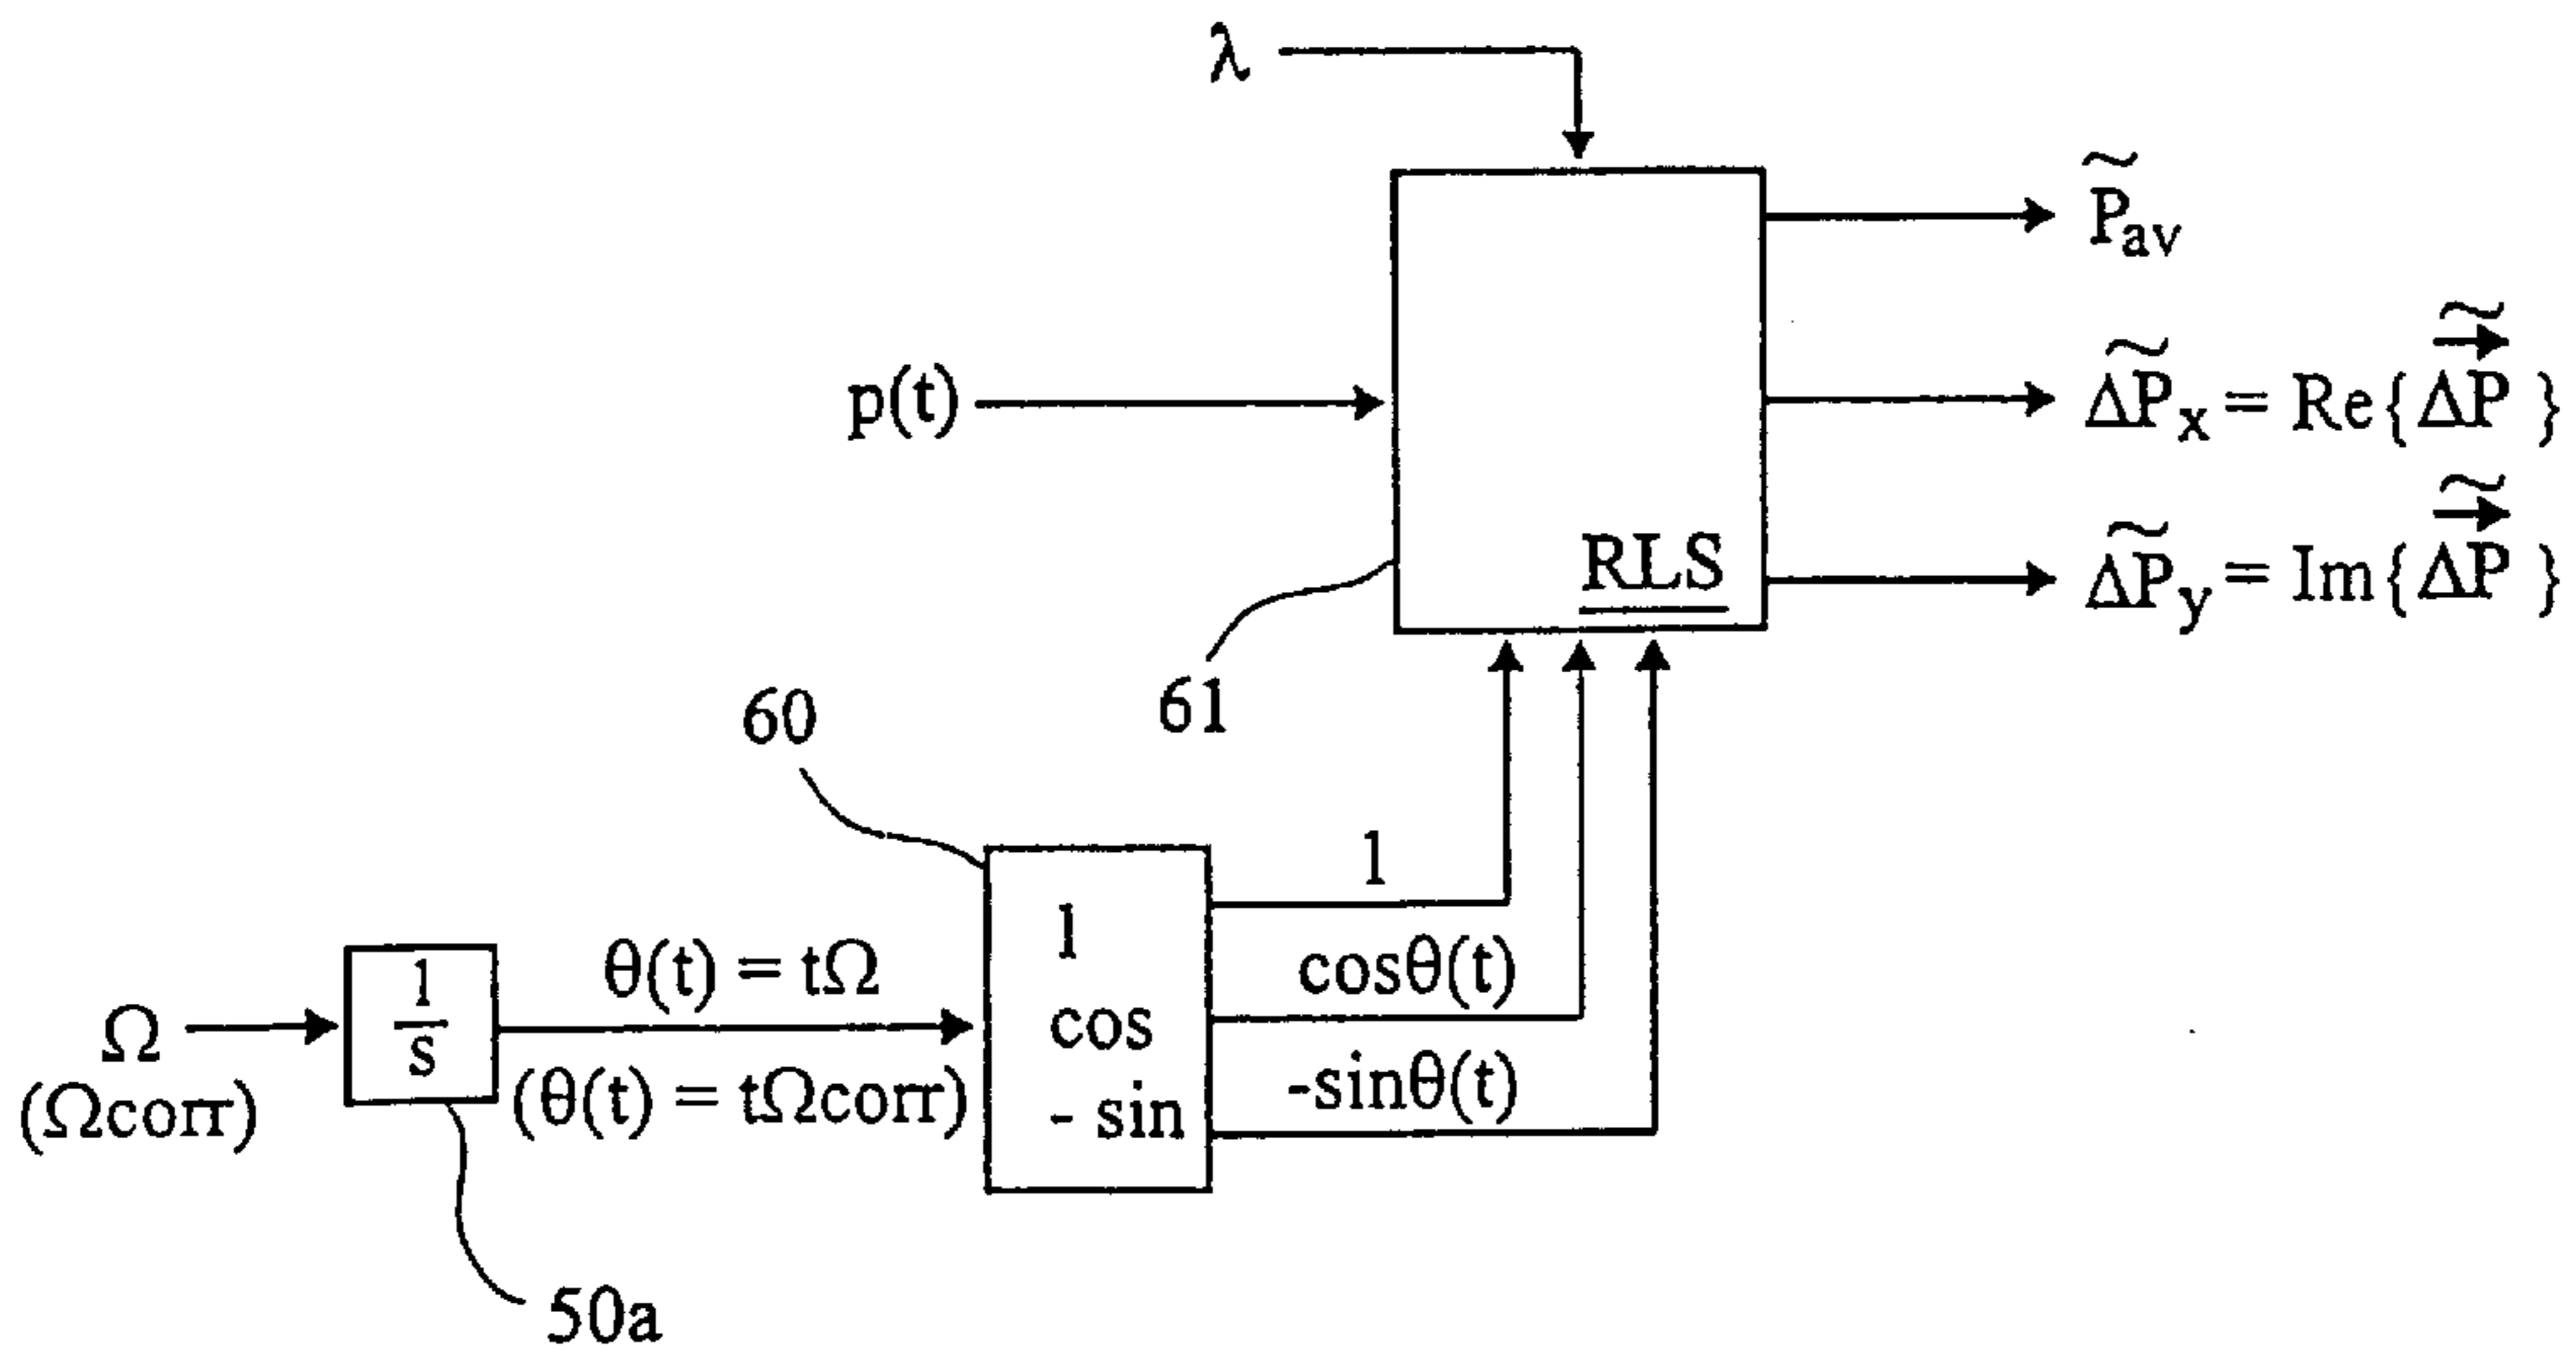 λ
P̃av
p(t)
Δ̃Px = Re{Δ̃P⃗ }
Δ̃Py = Im{Δ̃P⃗ }
RLS
61
60
1
1
cos
- sin
cosθ(t)
-sinθ(t)
θ(t) = tΩ
(θ(t) = tΩcorr)
Ω
(Ωcorr)
1
s
50a